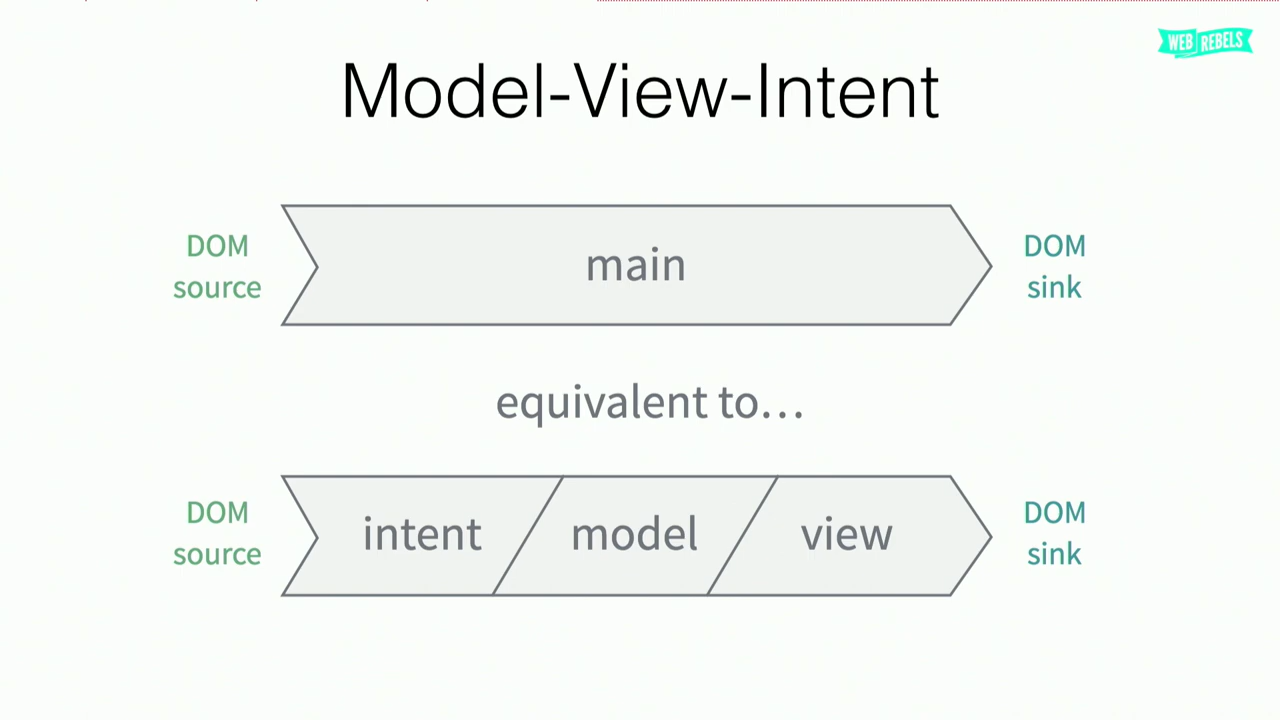 WEB REBELS
Model-View-Intent
DOM
source
main
DOM
sink
equivalent to…
DOM
source
intent
model
view
DOM
sink